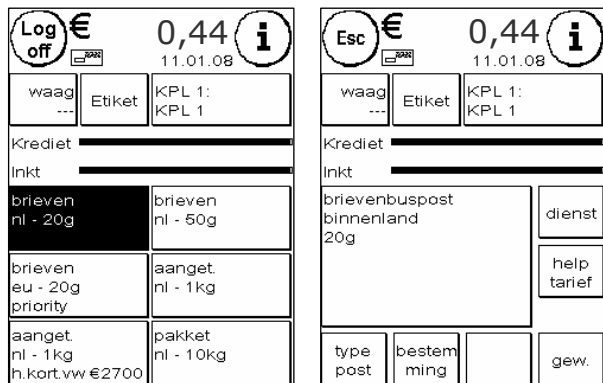 Log
off
€
0,44
i
11.01.08
waag
---
Etiket
KPL 1:
KPL 1
Krediet
Inkt
brieven
nl - 20g
brieven
nl - 50g
brieven
eu - 20g
priority
aanget.
nl - 1kg
aanget.
nl - 1kg
h.kort.vw €2700
pakket
nl - 10kg
Esc
€
0,44
i
11.01.08
waag
---
Etiket
KPL 1:
KPL 1
Krediet
Inkt
brievenbuspost
binnenland
20g
dienst
help
tarief
type
post
bestem
ming
gew.